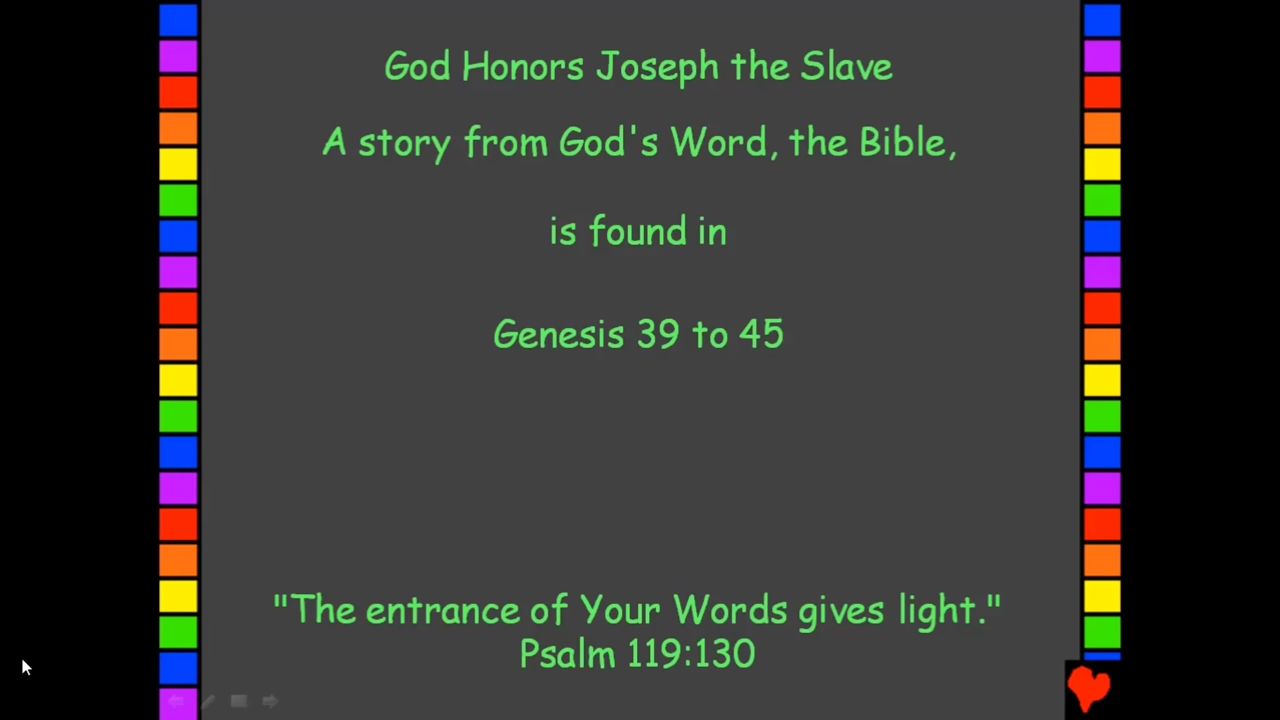 God Honors Joseph the Slave
A story from God's Word, the Bible,
is found in
Genesis 39 to 45
"The entrance of Your Words gives light."
Psalm 119:130